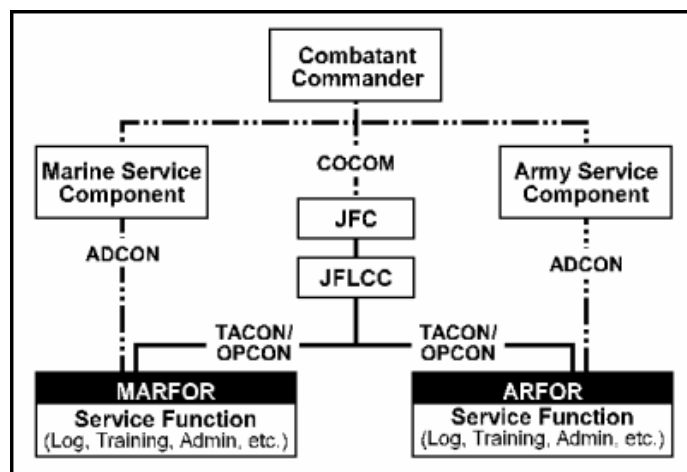 Combatant
Commander
Marine Service
Component
COCOM
Army Service
Component
JFC
ADCON
ADCON
JFLCC
TACON/
OPCON
TACON/
OPCON
MARFOR
Service Function
(Log, Training, Admin, etc.)
ARFOR
Service Function
(Log, Training, Admin, etc.)